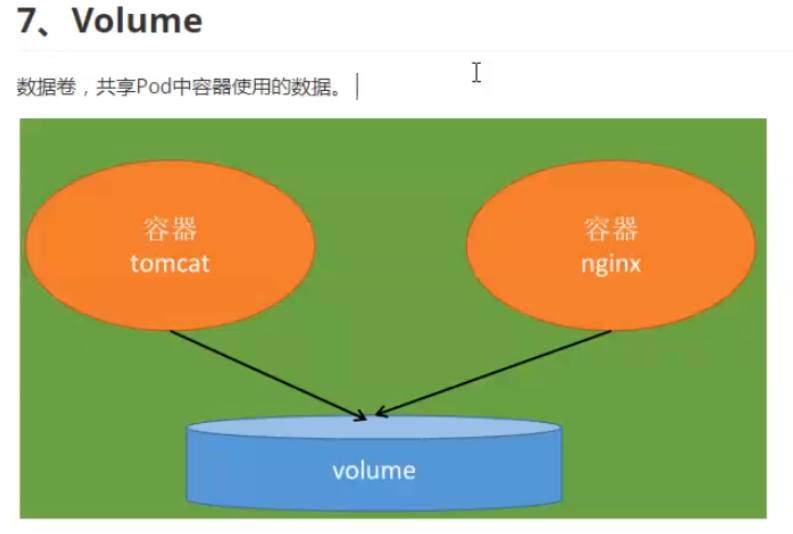 7、Volume
数据卷，共享Pod中容器使用的数据。
容器
tomcat
容器
nginx
volume